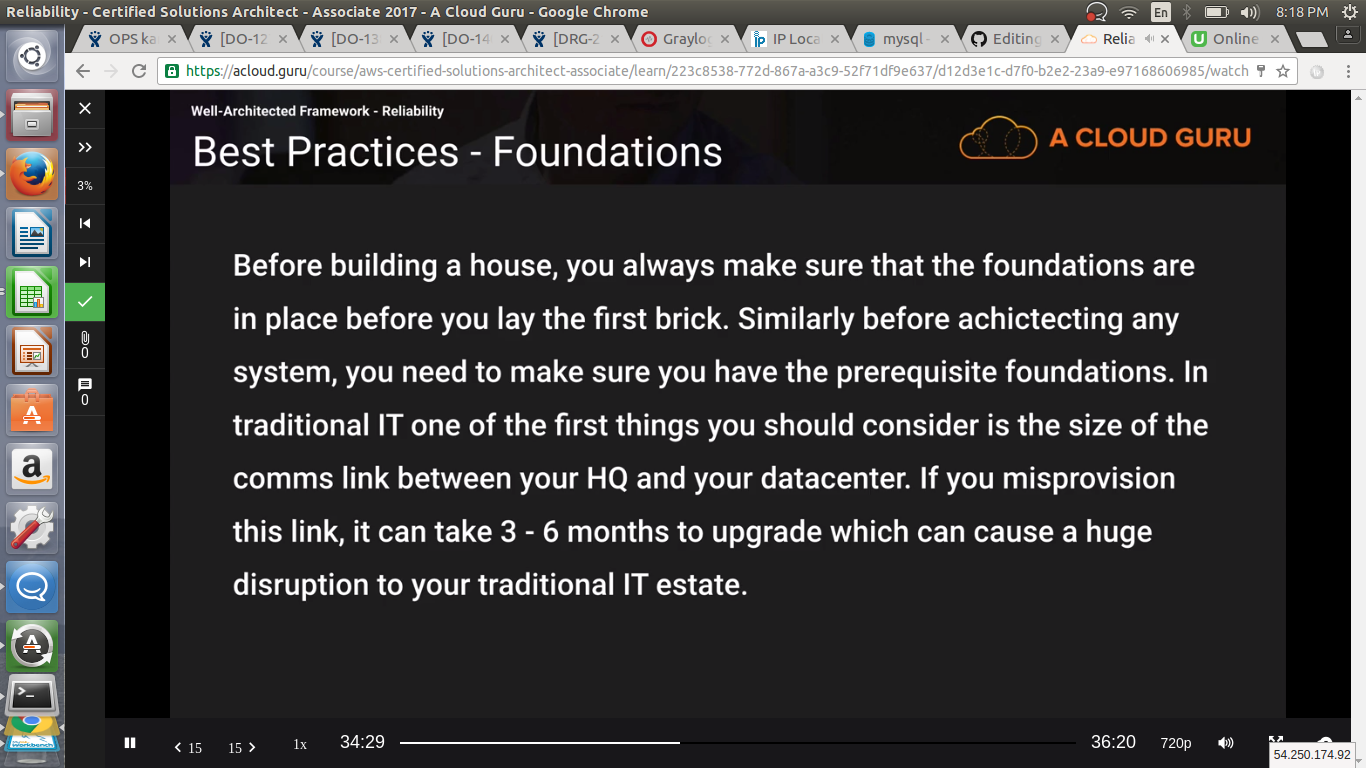 Reliability - Certified Solutions Architect - Associate 2017 - A Cloud Guru - Google Chrome
En
8:18 PM
OPS ka
[DO-12
[DO-13
[DO-14
[DRG-2
Graylo
IP Loca
mysql -
Editing
Relia
Online
https://acloud.guru/course/aws-certified-solutions-architect-associate/learn/223c8538-772d-867a-a3c9-52f71df9e637/d12d3e1c-d7f0-b2e2-23a9-e97168606985/watch
Well-Architected Framework - Reliability
Best Practices - Foundations
A CLOUD GURU
3%
0
0
Before building a house, you always make sure that the foundations are
in place before you lay the first brick. Similarly before achictecting any
system, you need to make sure you have the prerequisite foundations. In
traditional IT one of the first things you should consider is the size of the
comms link between your HQ and your datacenter. If you misprovision
this link, it can take 3 - 6 months to upgrade which can cause a huge
disruption to your traditional IT estate.
Workbench
15
15
1x
34:29
36:20
720p
54.250.174.92